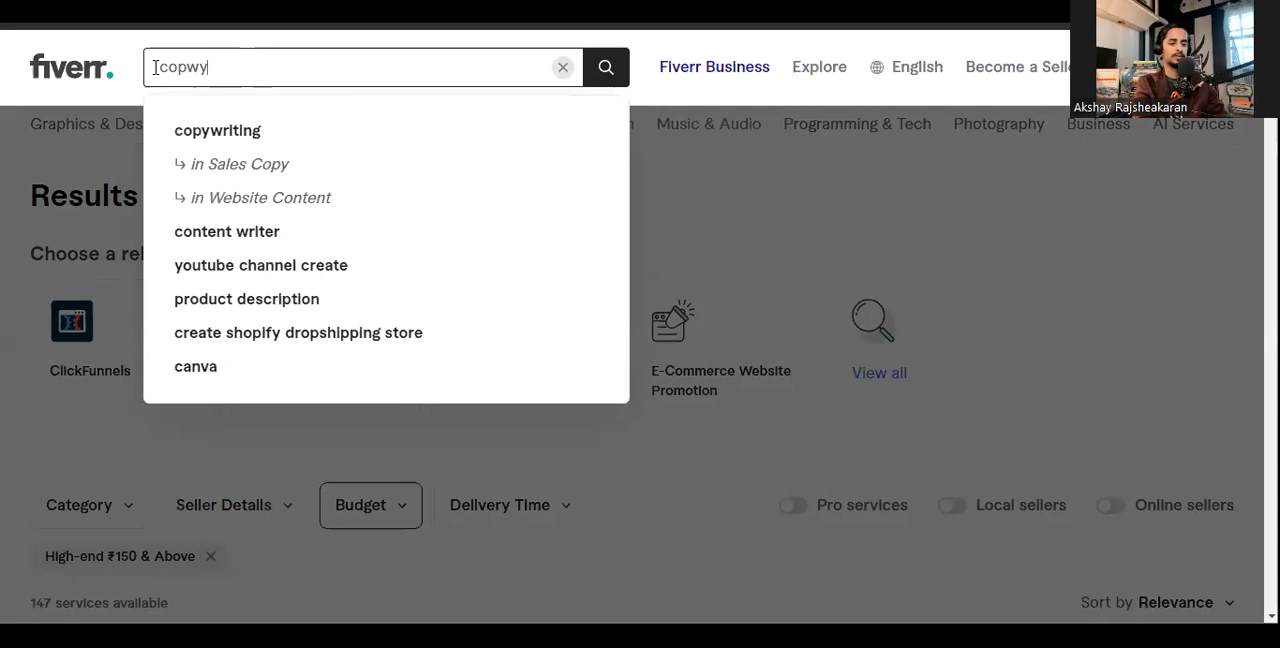 fiverr.
copwy
Fiverr Business
Explore
English
Become a Sell
Akshay Rajsheakaran
Graphics & Des
Music & Audio
Programming & Tech
Photography
Business
AI Services
copywriting
in Sales Copy
in Website Content
content writer
youtube channel create
product description
create shopify dropshipping store
canva
Results
Choose a rel
ClickFunnels
E-Commerce Website
Promotion
View all
Category
Seller Details
Budget
Delivery Time
Pro services
Local sellers
Online sellers
High-end ₹150 & Above
147 services available
Sort by Relevance